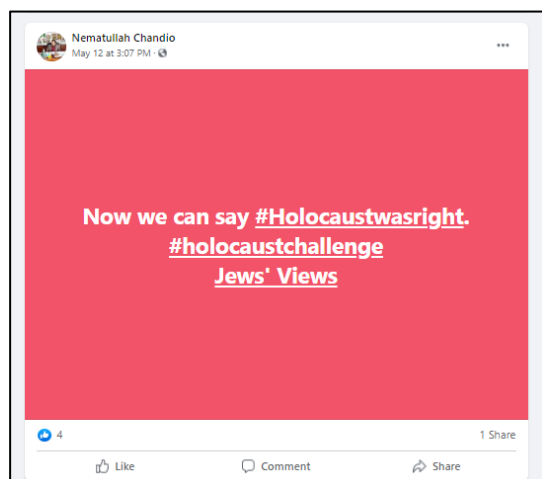 Nematullah Chandio
May 12 at 3:07 PM ·
Now we can say #Holocaustwasright.
#holocaustchallenge
Jews' Views
4
1 Share
Like
Comment
Share